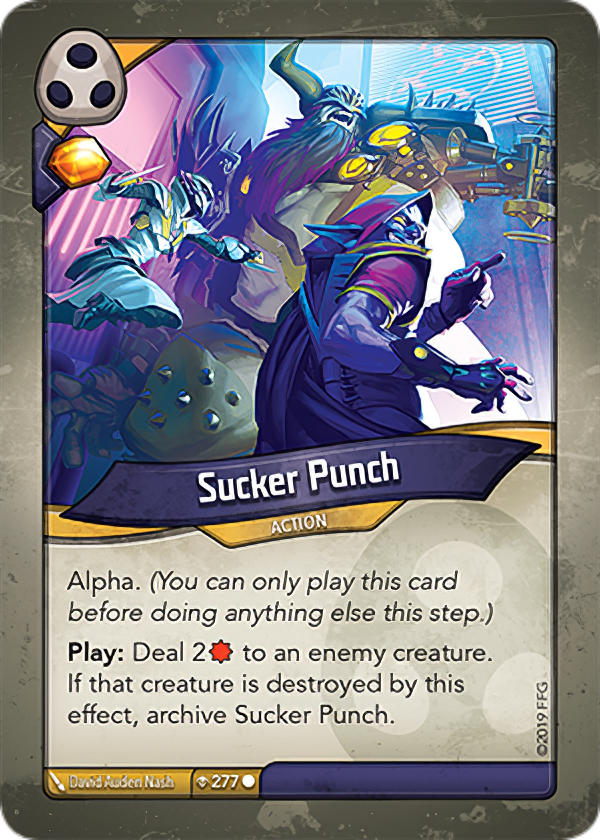 Sucker Punch
ACTION
Alpha. (You can only play this card
before doing anything else this step.)
Play: Deal 2 to an enemy creature.
If that creature is destroyed by this
effect, archive Sucker Punch.
©2019 FFG
David Auden Nash
277